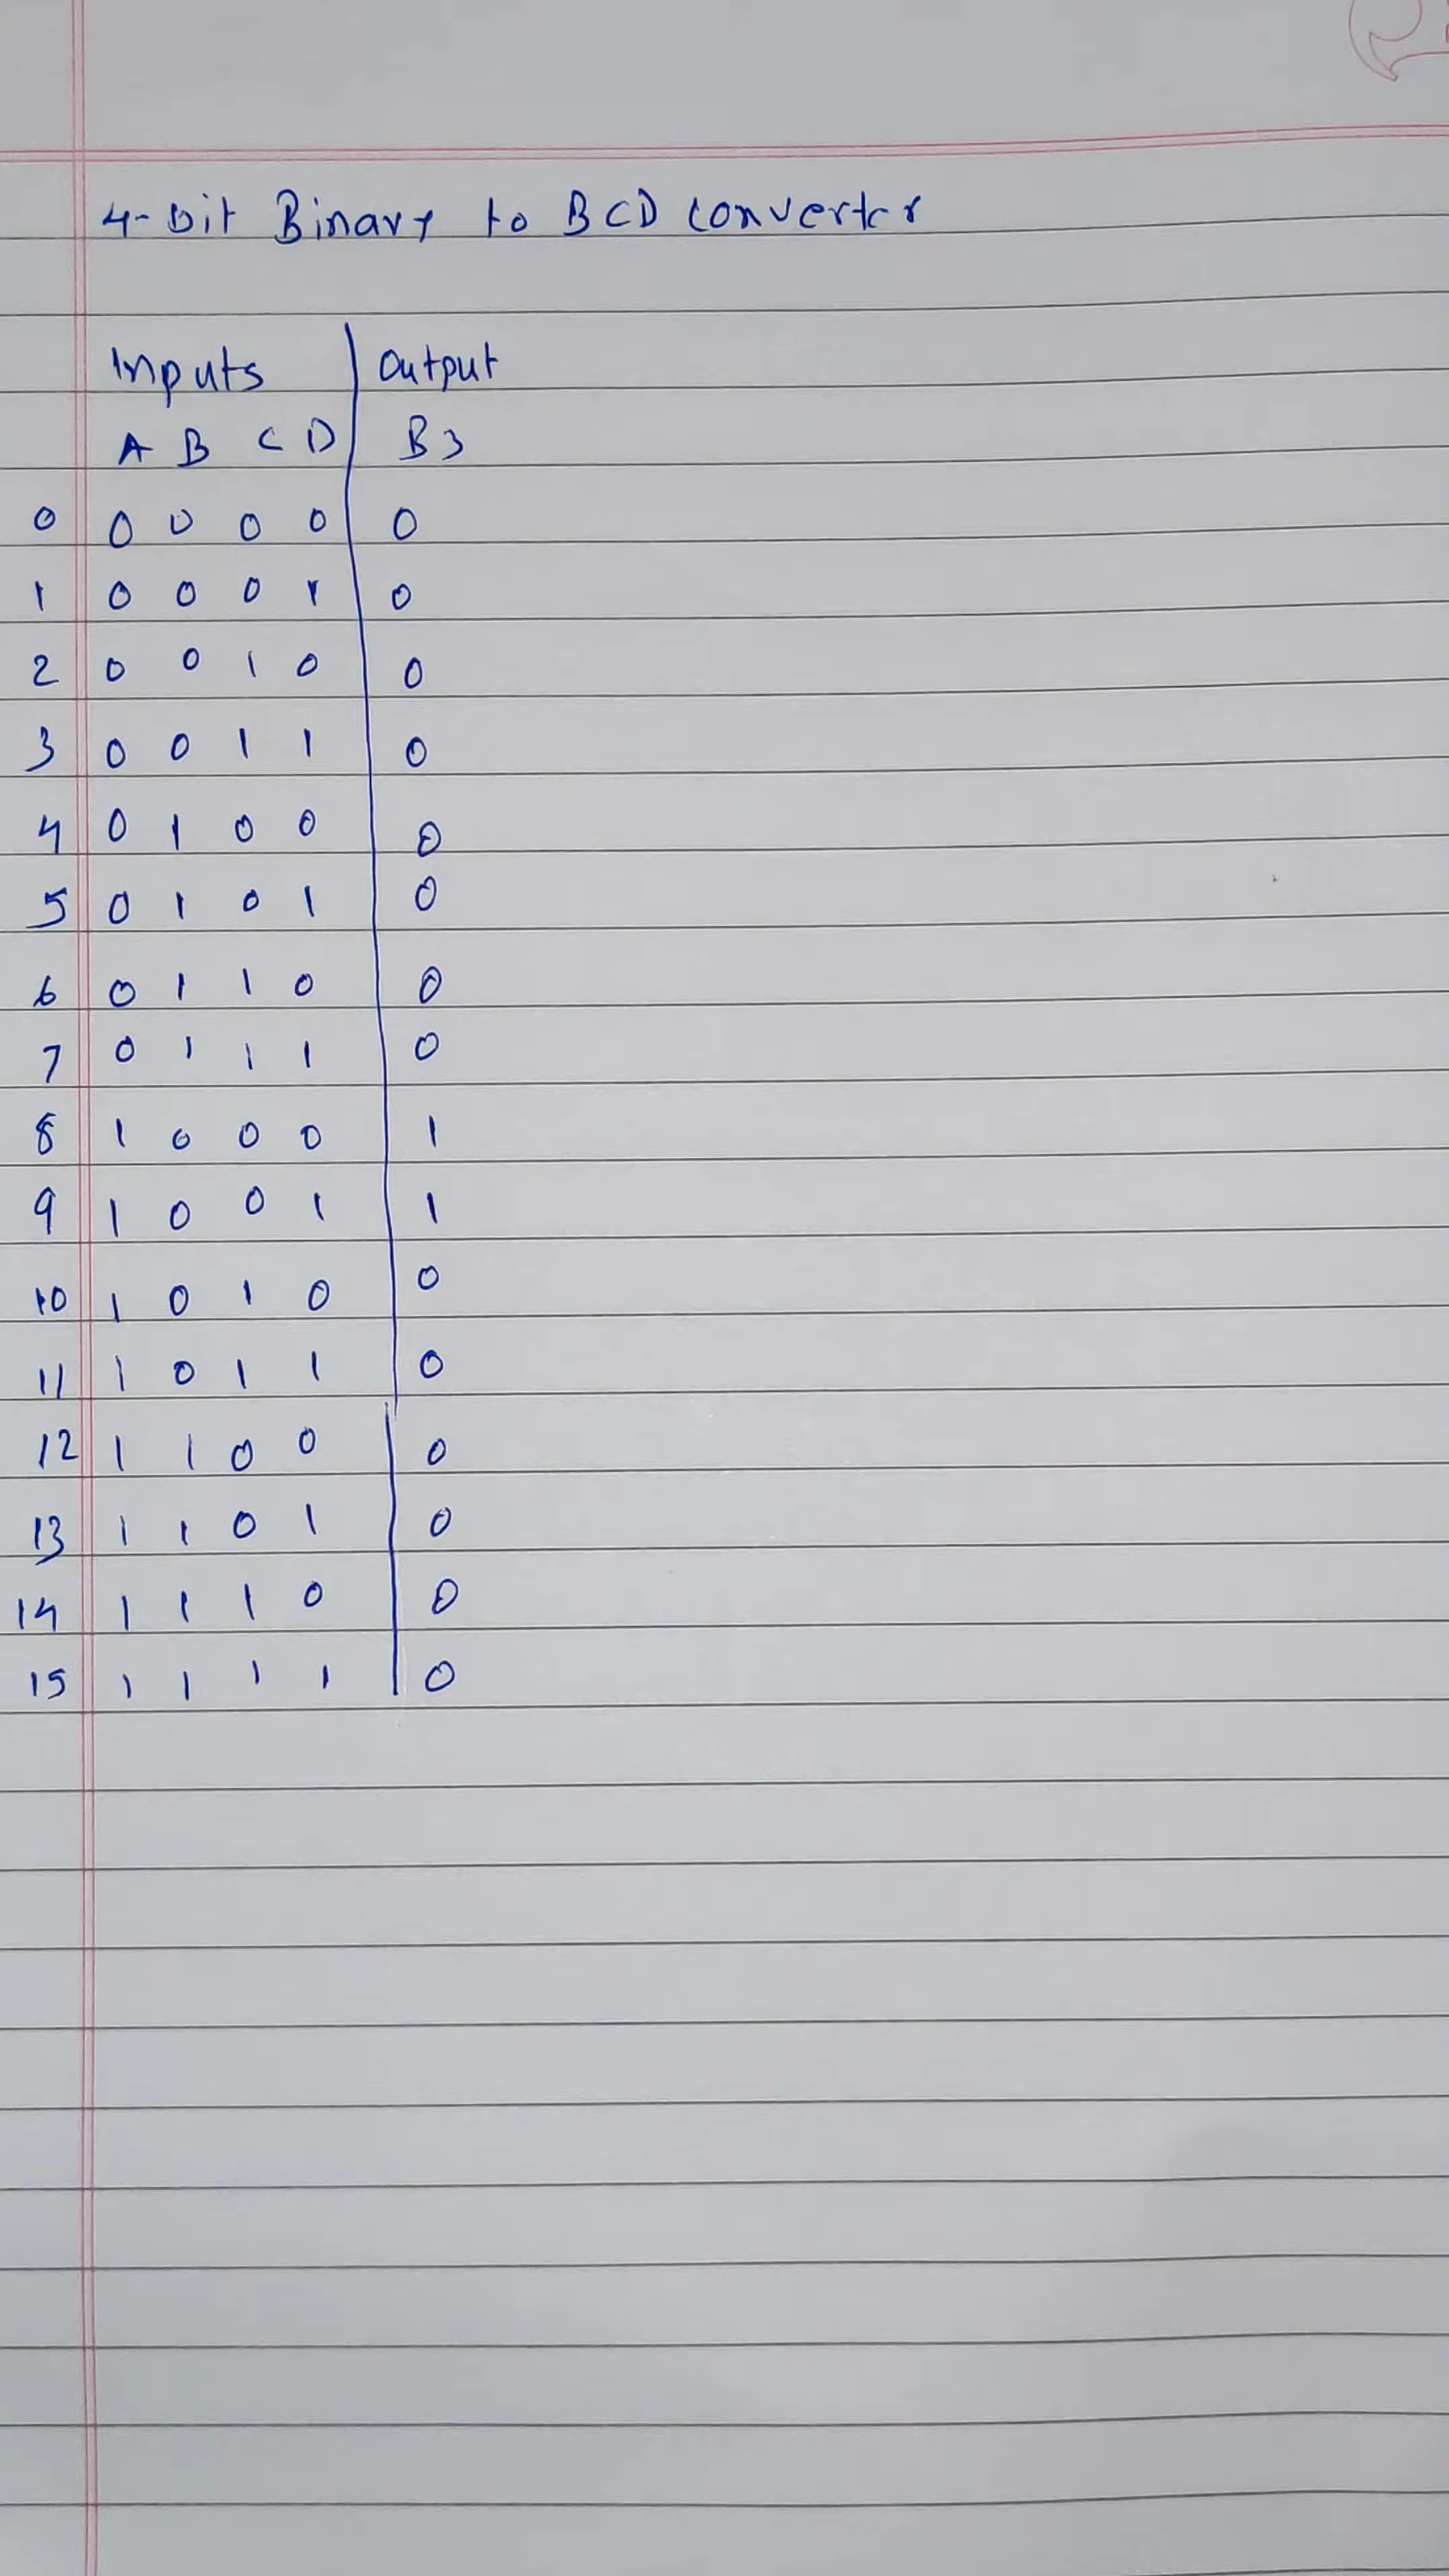 4-bit Binary to BCD converter
Inputs Output
A B C D B3
0 0 0 0 0 0
1 0 0 0 1 0
2 0 0 1 0 0
3 0 0 1 1 0
4 0 1 0 0 0
5 0 1 0 1 0
6 0 1 1 0 0
7 0 1 1 1 0
8 1 0 0 0 1
9 1 0 0 1 1
10 1 0 1 0 0
11 1 0 1 1 0
12 1 1 0 0 0
13 1 1 0 1 0
14 1 1 1 0 0
15 1 1 1 1 0